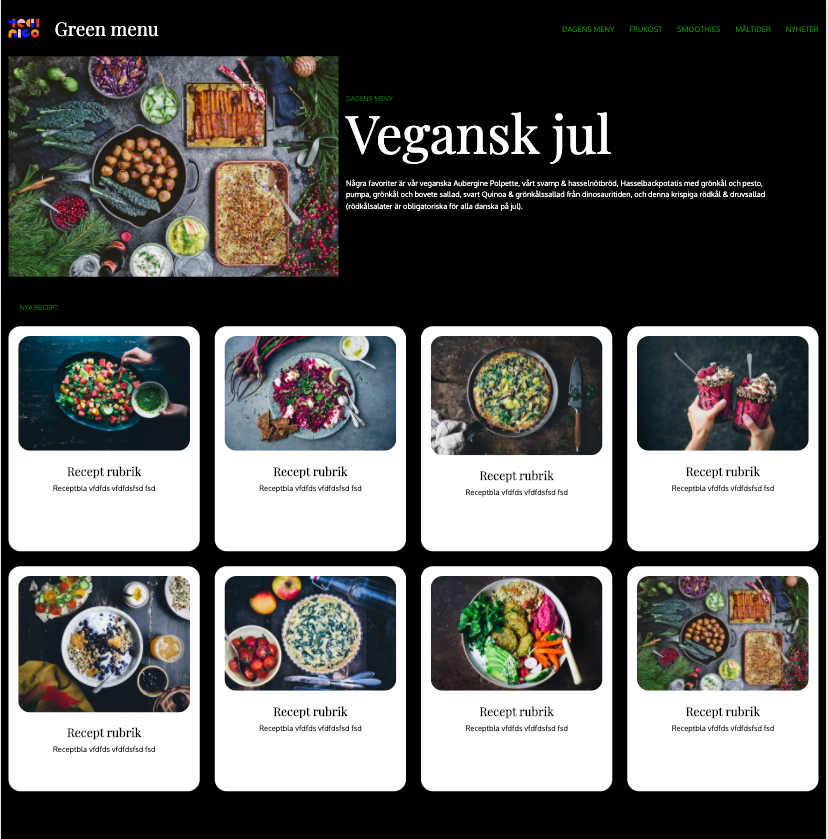 TECHNIGO
Green menu
DAGENS MENY
FRUKOST
SMOOTHIES
MÅLTIDER
NYHETER
DAGENS MENY
Vegansk jul
Några favoriter är vår veganska Aubergine Polpette, vårt svamp & hasselnötbröd, Hasselbackpotatis med grönkål och pesto,
pumpa, grönkål och bovete sallad, svart Quinoa & grönkålssallad från dinosauritiden, och denna krispiga rödkål & druvsallad
(rödkålsalater är obligatoriska för alla danska på jul).
NYA RECEPT
Recept rubrik
Receptbla vfdfds vfdfdsfsd fsd
Recept rubrik
Receptbla vfdfds vfdfdsfsd fsd
Recept rubrik
Receptbla vfdfds vfdfdsfsd fsd
Recept rubrik
Receptbla vfdfds vfdfdsfsd fsd
Recept rubrik
Receptbla vfdfds vfdfdsfsd fsd
Recept rubrik
Receptbla vfdfds vfdfdsfsd fsd
Recept rubrik
Receptbla vfdfds vfdfdsfsd fsd
Recept rubrik
Receptbla vfdfds vfdfdsfsd fsd